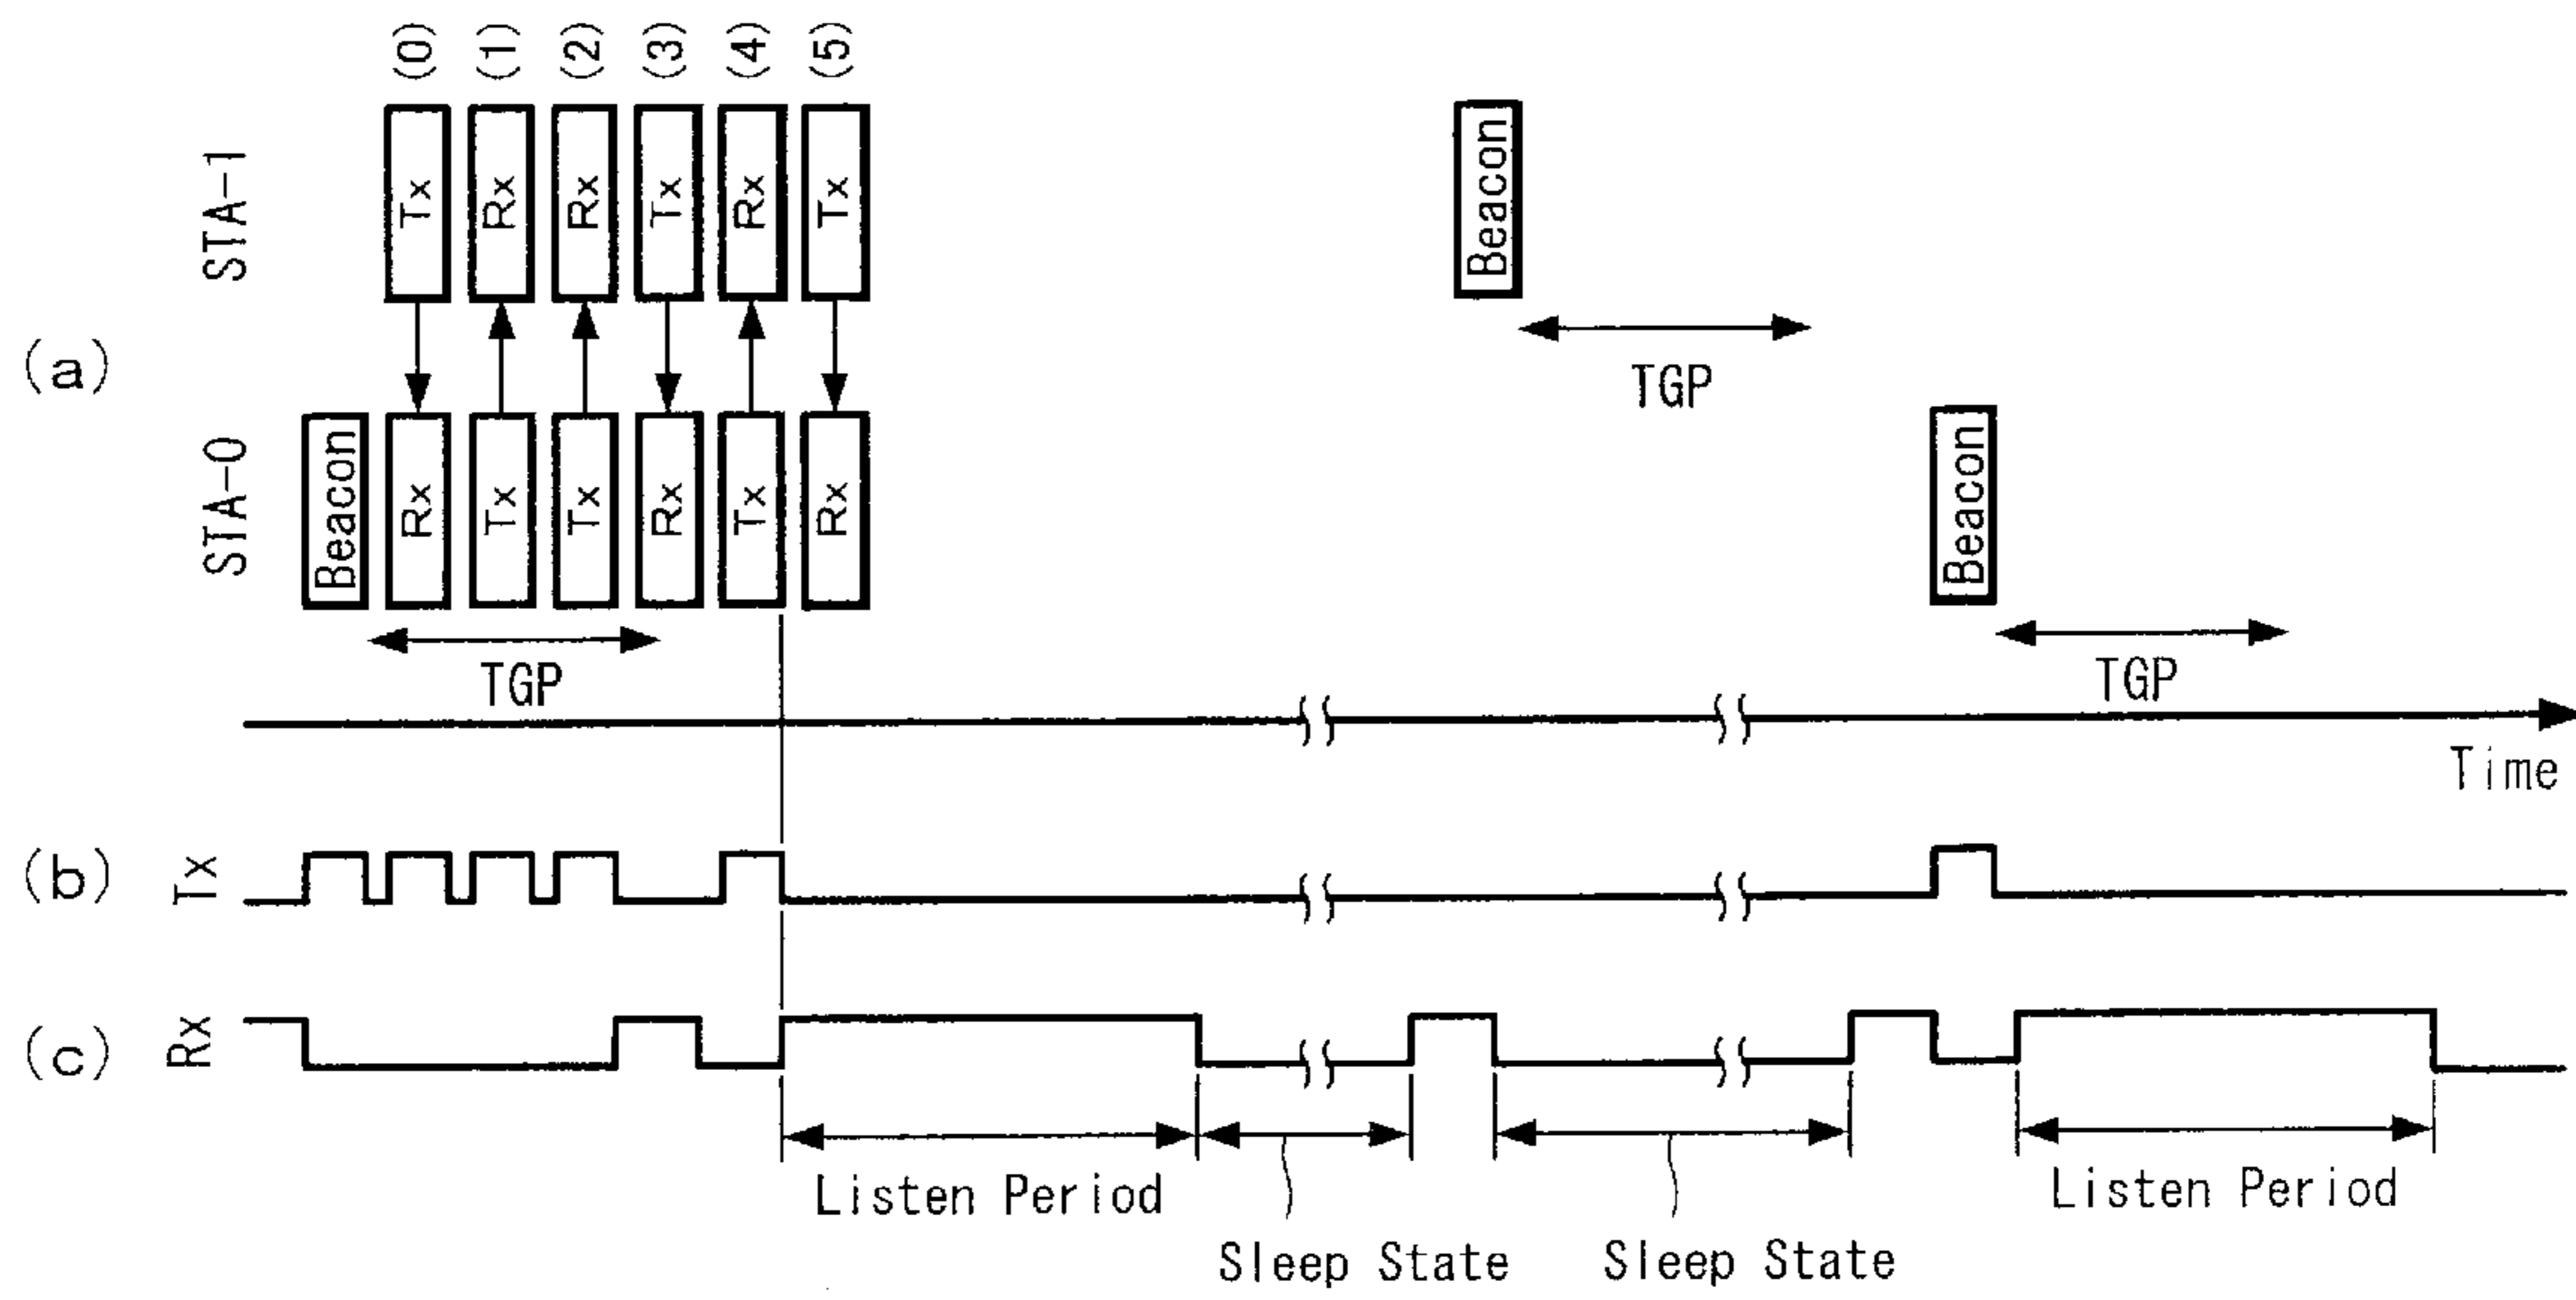 (0) (1) (2) (3) (4) (5)
STA-1
Tx Rx Rx Tx Rx Tx
Beacon
TGP
(a)
STA-0
Beacon Rx Tx Tx Rx Tx Rx
Beacon
TGP
TGP
Time
(b) Tx
(c) Rx
Listen Period
Listen Period
Sleep State
Sleep State